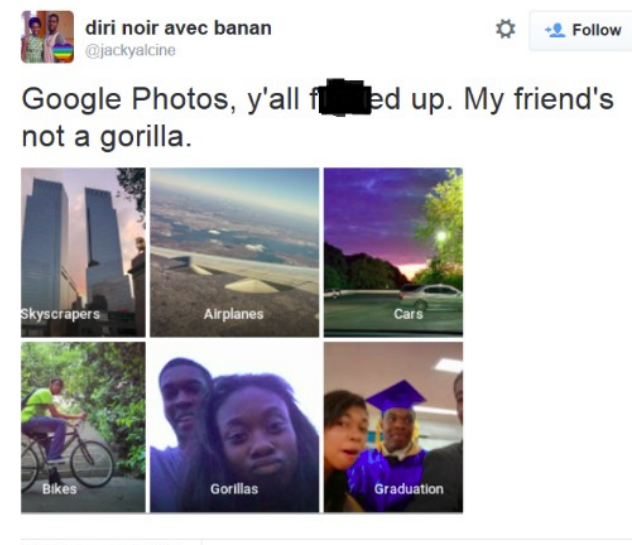 diri noir avec banan
@jackyalcine
Follow
Google Photos, y'all f ed up. My friend's
not a gorilla.
Skyscrapers
Airplanes
Cars
Bikes
Gorillas
Graduation